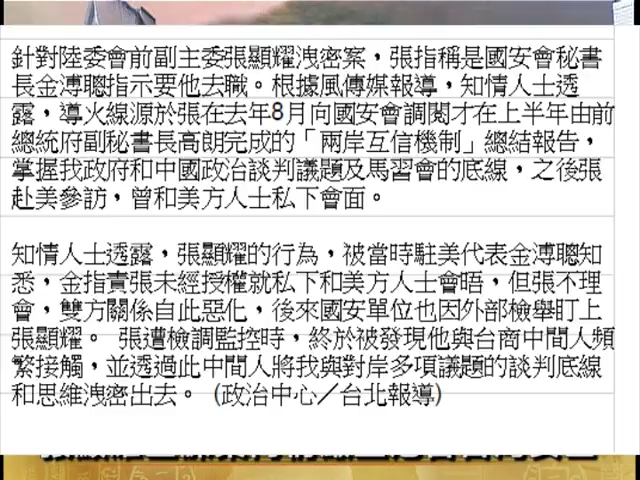 針對陸委會前副主委張顯耀洩密案，張指稱是國安會秘書
長金溥聰指示要他去職。根據風傳媒報導，知情人士透
露，導火線源於張在去年8月向國安會調閱才在上半年由前
總統府副秘書長高朗完成的「兩岸互信機制」總結報告，
掌握我政府和中國政治談判議題及馬習會的底線，之後張
赴美參訪，曾和美方人士私下會面。
知情人士透露，張顯耀的行為，被當時駐美代表金溥聰知
悉，金指責張未經授權就私下和美方人士會晤，但張不理
會，雙方關係自此惡化，後來國安單位也因外部檢舉盯上
張顯耀。 張遭檢調監控時，終於被發現他與台商中間人頻
繁接觸，並透過此中間人將我與對岸多項議題的談判底線
和思維洩密出去。 (政治中心／台北報導)